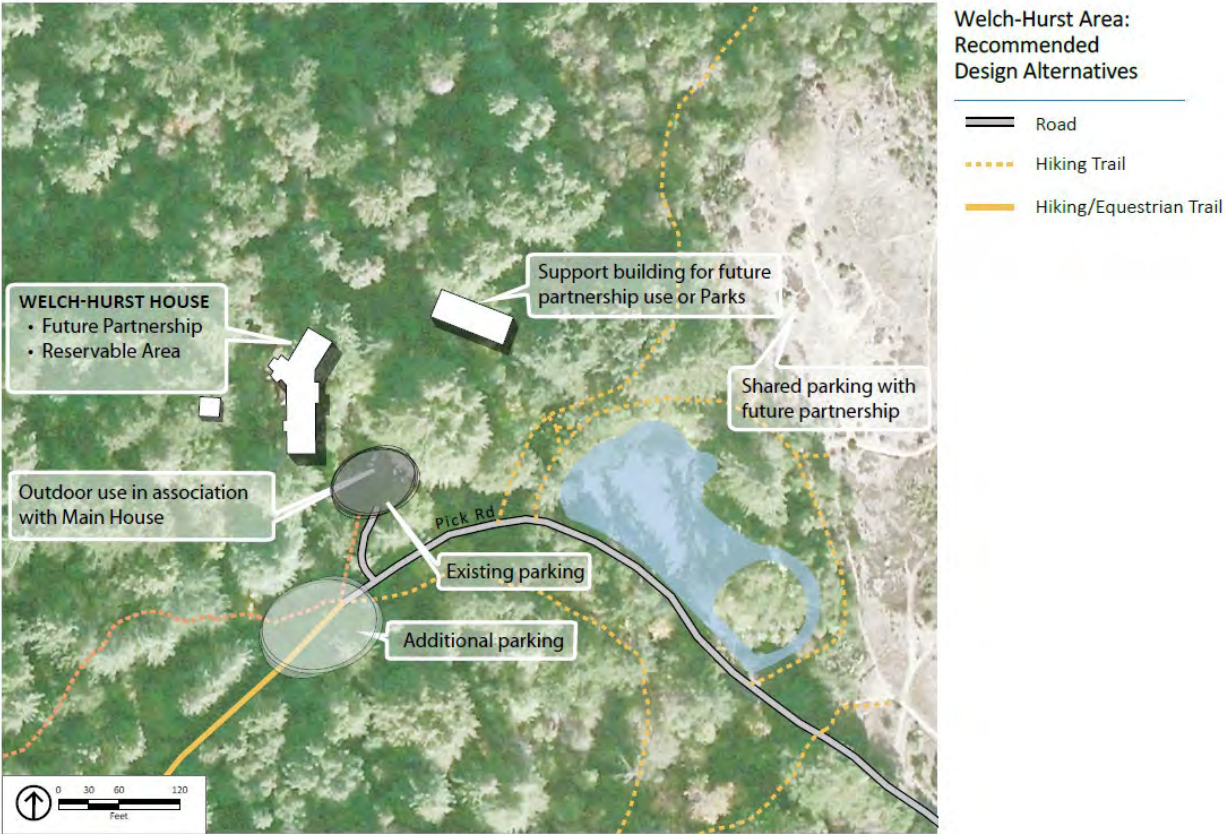 Welch-Hurst Area:
Recommended
Design Alternatives
Road
Hiking Trail
Hiking/Equestrian Trail
Support building for future
partnership use or Parks
WELCH-HURST HOUSE
• Future Partnership
• Reservable Area
Shared parking with
future partnership
Outdoor use in association
with Main House
Pick Rd
Existing parking
Additional parking
0 30 60 120
Feet